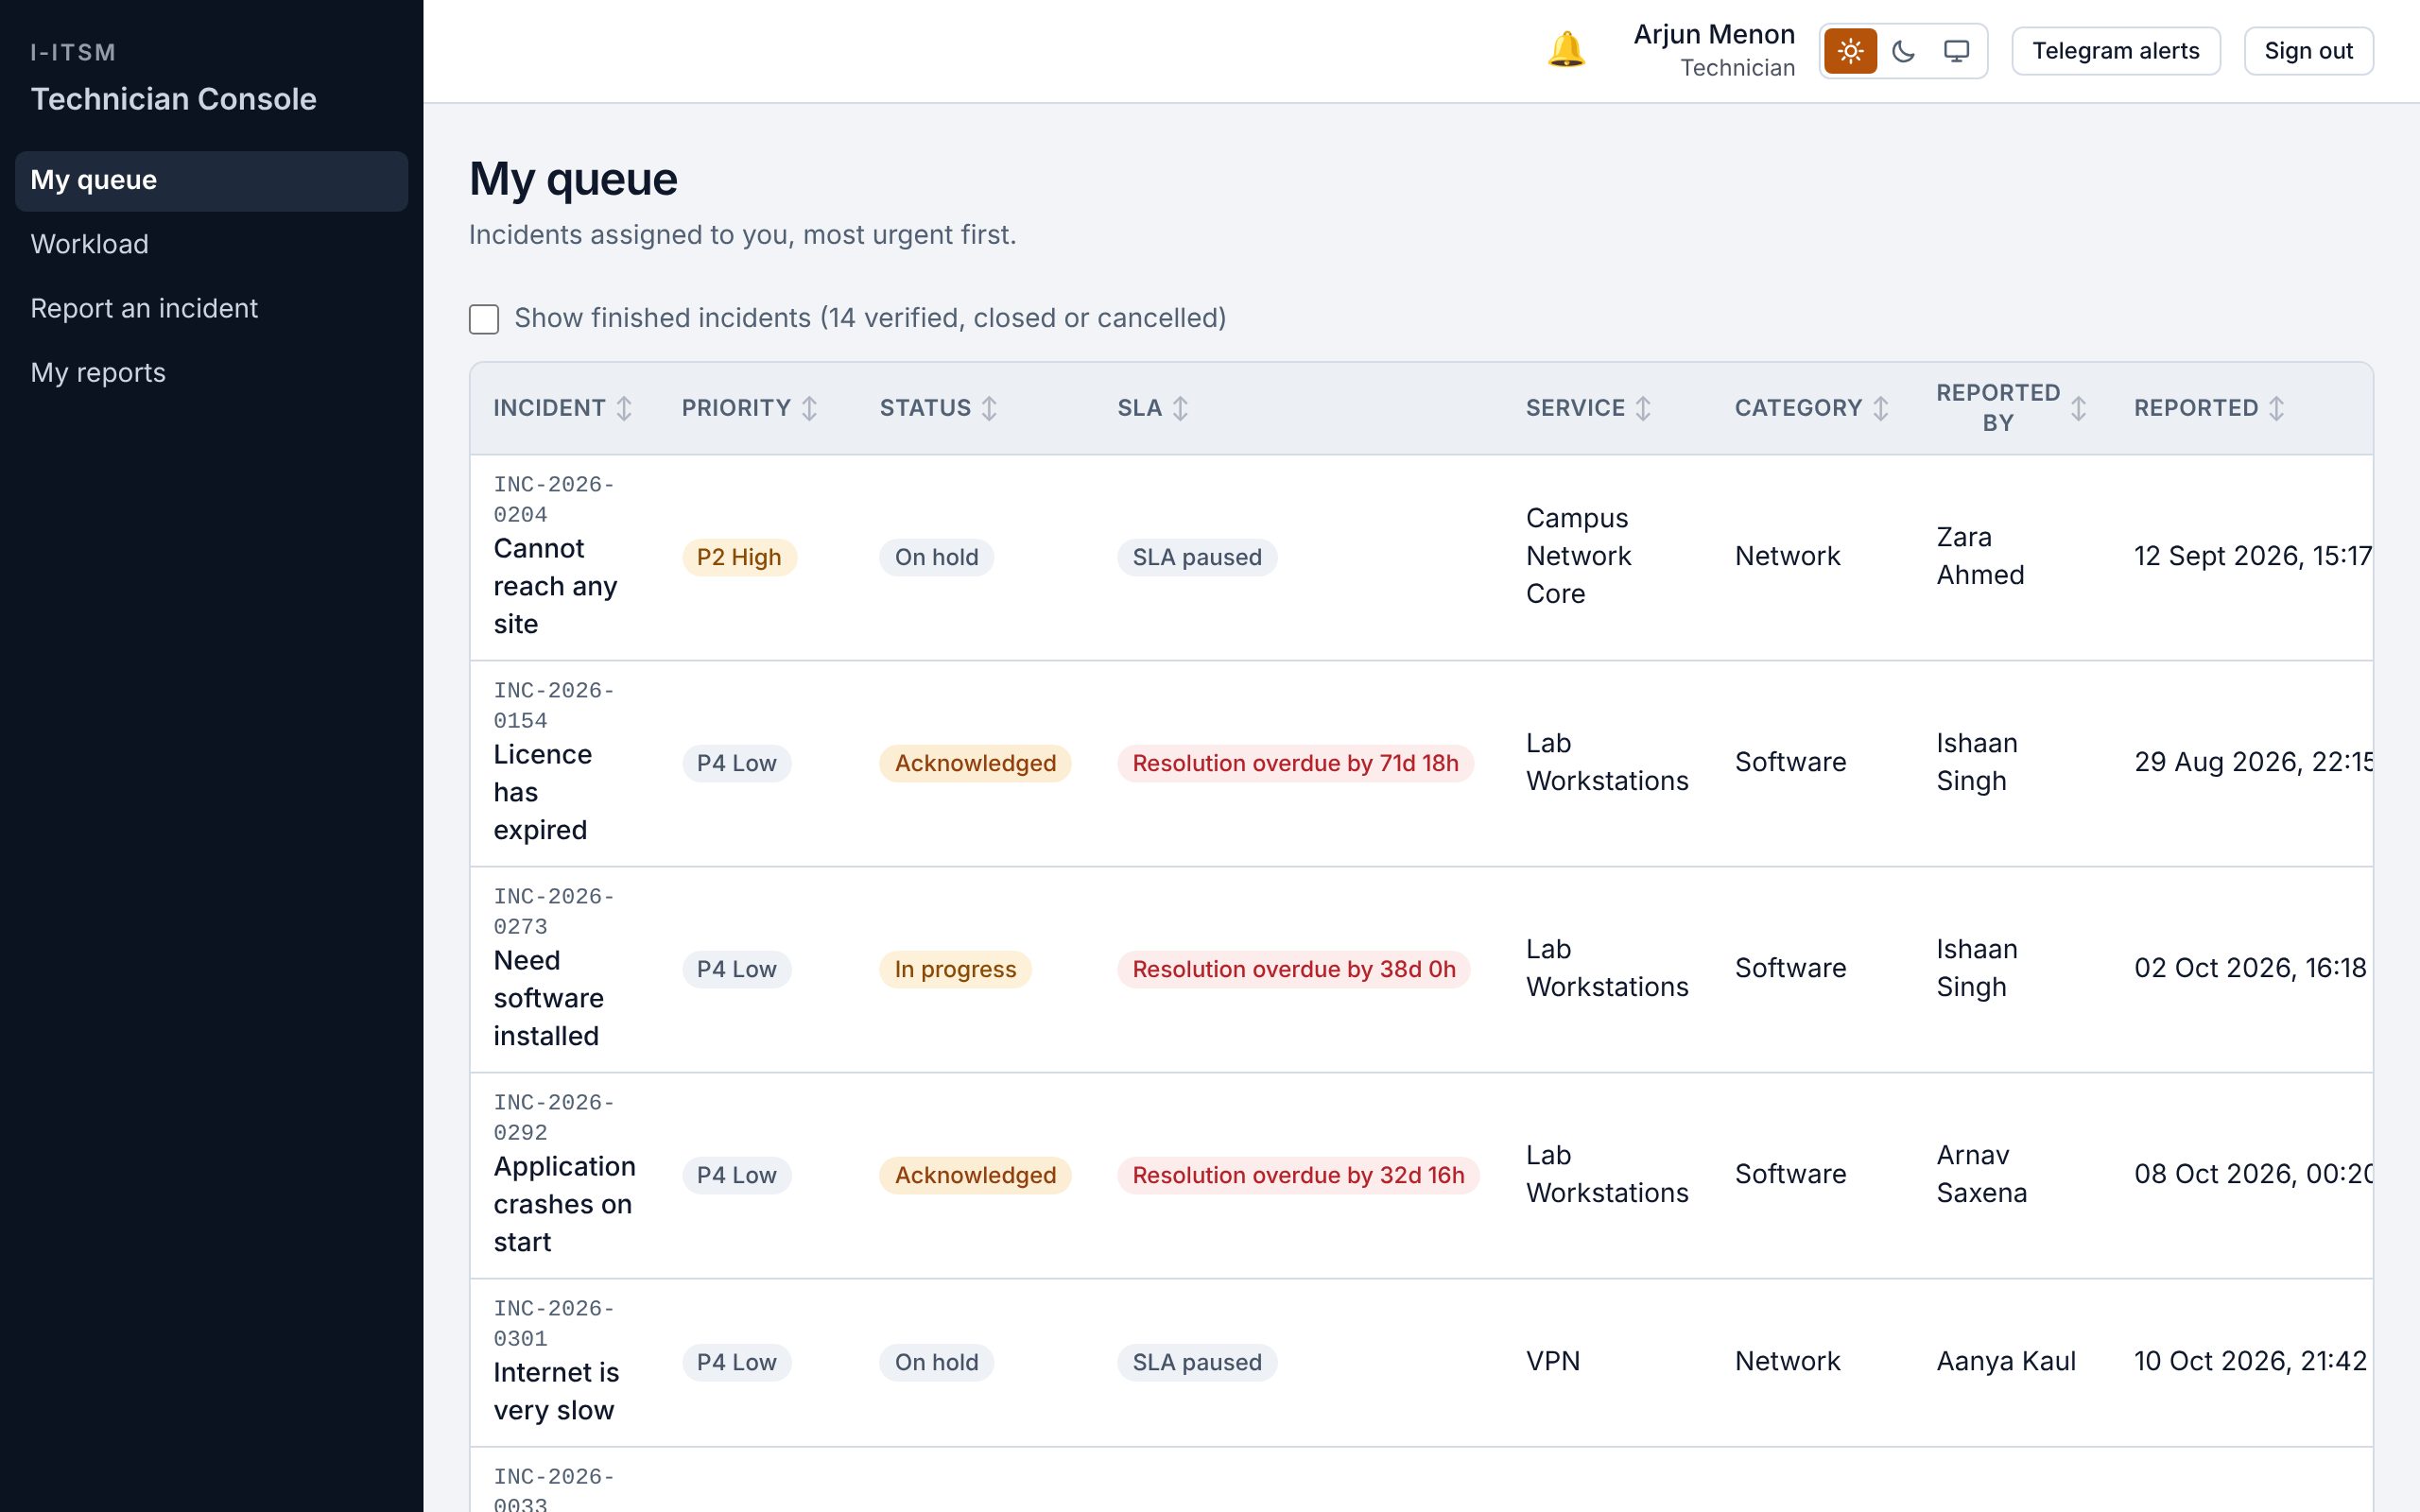 I-ITSM
Technician Console
My queue
Workload
Report an incident
My reports
Arjun Menon
Technician
Telegram alerts
Sign out
My queue
Incidents assigned to you, most urgent first.
Show finished incidents (14 verified, closed or cancelled)
INCIDENT PRIORITY STATUS SLA SERVICE CATEGORY REPORTED BY REPORTED
INC-2026-
0204
Cannot
reach any
site
P2 High
On hold
SLA paused
Campus
Network
Core
Network
Zara
Ahmed
12 Sept 2026, 15:17
INC-2026-
0154
Licence
has
expired
P4 Low
Acknowledged
Resolution overdue by 71d 18h
Lab
Workstations
Software
Ishaan
Singh
29 Aug 2026, 22:15
INC-2026-
0273
Need
software
installed
P4 Low
In progress
Resolution overdue by 38d 0h
Lab
Workstations
Software
Ishaan
Singh
02 Oct 2026, 16:18
INC-2026-
0292
Application
crashes on
start
P4 Low
Acknowledged
Resolution overdue by 32d 16h
Lab
Workstations
Software
Arnav
Saxena
08 Oct 2026, 00:20
INC-2026-
0301
Internet is
very slow
P4 Low
On hold
SLA paused
VPN
Network
Aanya Kaul
10 Oct 2026, 21:42
INC-2026-
0033